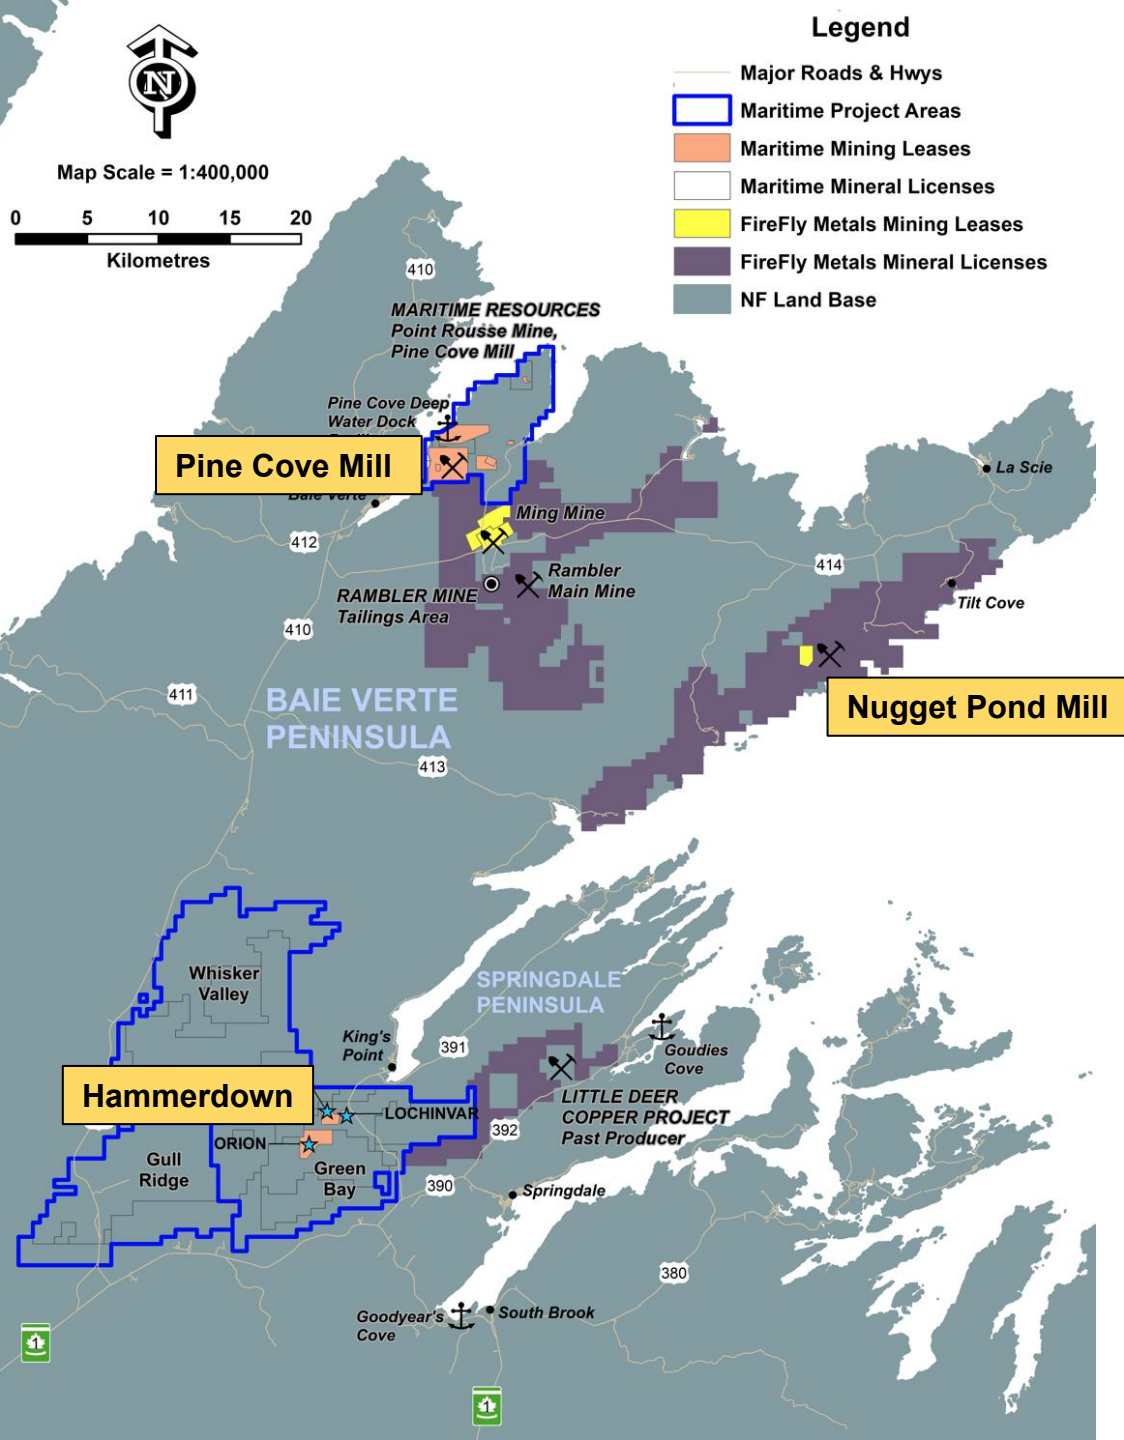 Legend
Major Roads & Hwys
Maritime Project Areas
Maritime Mining Leases
Maritime Mineral Licenses
FireFly Metals Mining Leases
FireFly Metals Mineral Licenses
NF Land Base
N
Map Scale = 1:400,000
0 5 10 15 20
Kilometres
410
MARITIME RESOURCES
Point Rousse Mine,
Pine Cove Mill
Pine Cove Deep
Water Dock
Pine Cove Mill
Baie Verte
La Scie
Ming Mine
412
414
Rambler
Main Mine
RAMBLER MINE
Tailings Area
Tilt Cove
410
411
BAIE VERTE
PENINSULA
Nugget Pond Mill
413
Whisker
Valley
SPRINGDALE
PENINSULA
King's
Point
391
Goudies
Cove
Hammerdown
LOCHINVAR
LITTLE DEER
COPPER PROJECT
Past Producer
392
ORION
Gull
Ridge
Green
Bay
390
Springdale
380
Goodyear's
Cove
South Brook
1
1